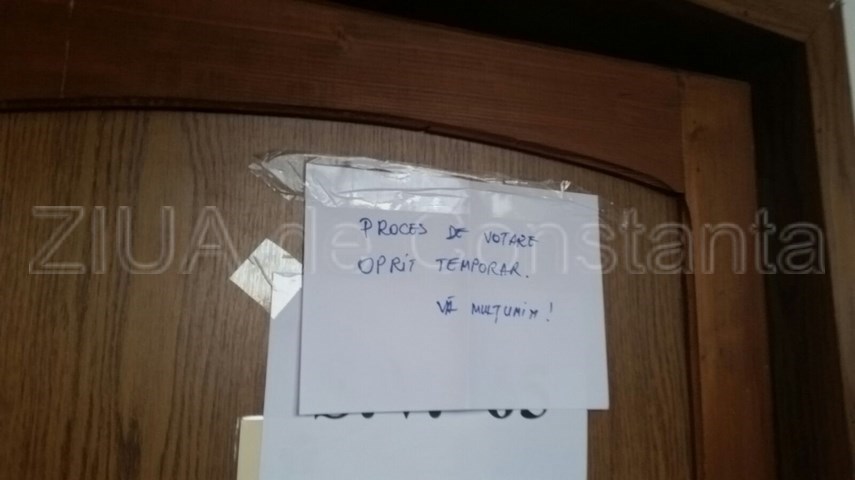 ZIUA de Constanta
PROCES DE VOTARE
OPRIT TEMPORAR.
VĂ MULȚUMIM!